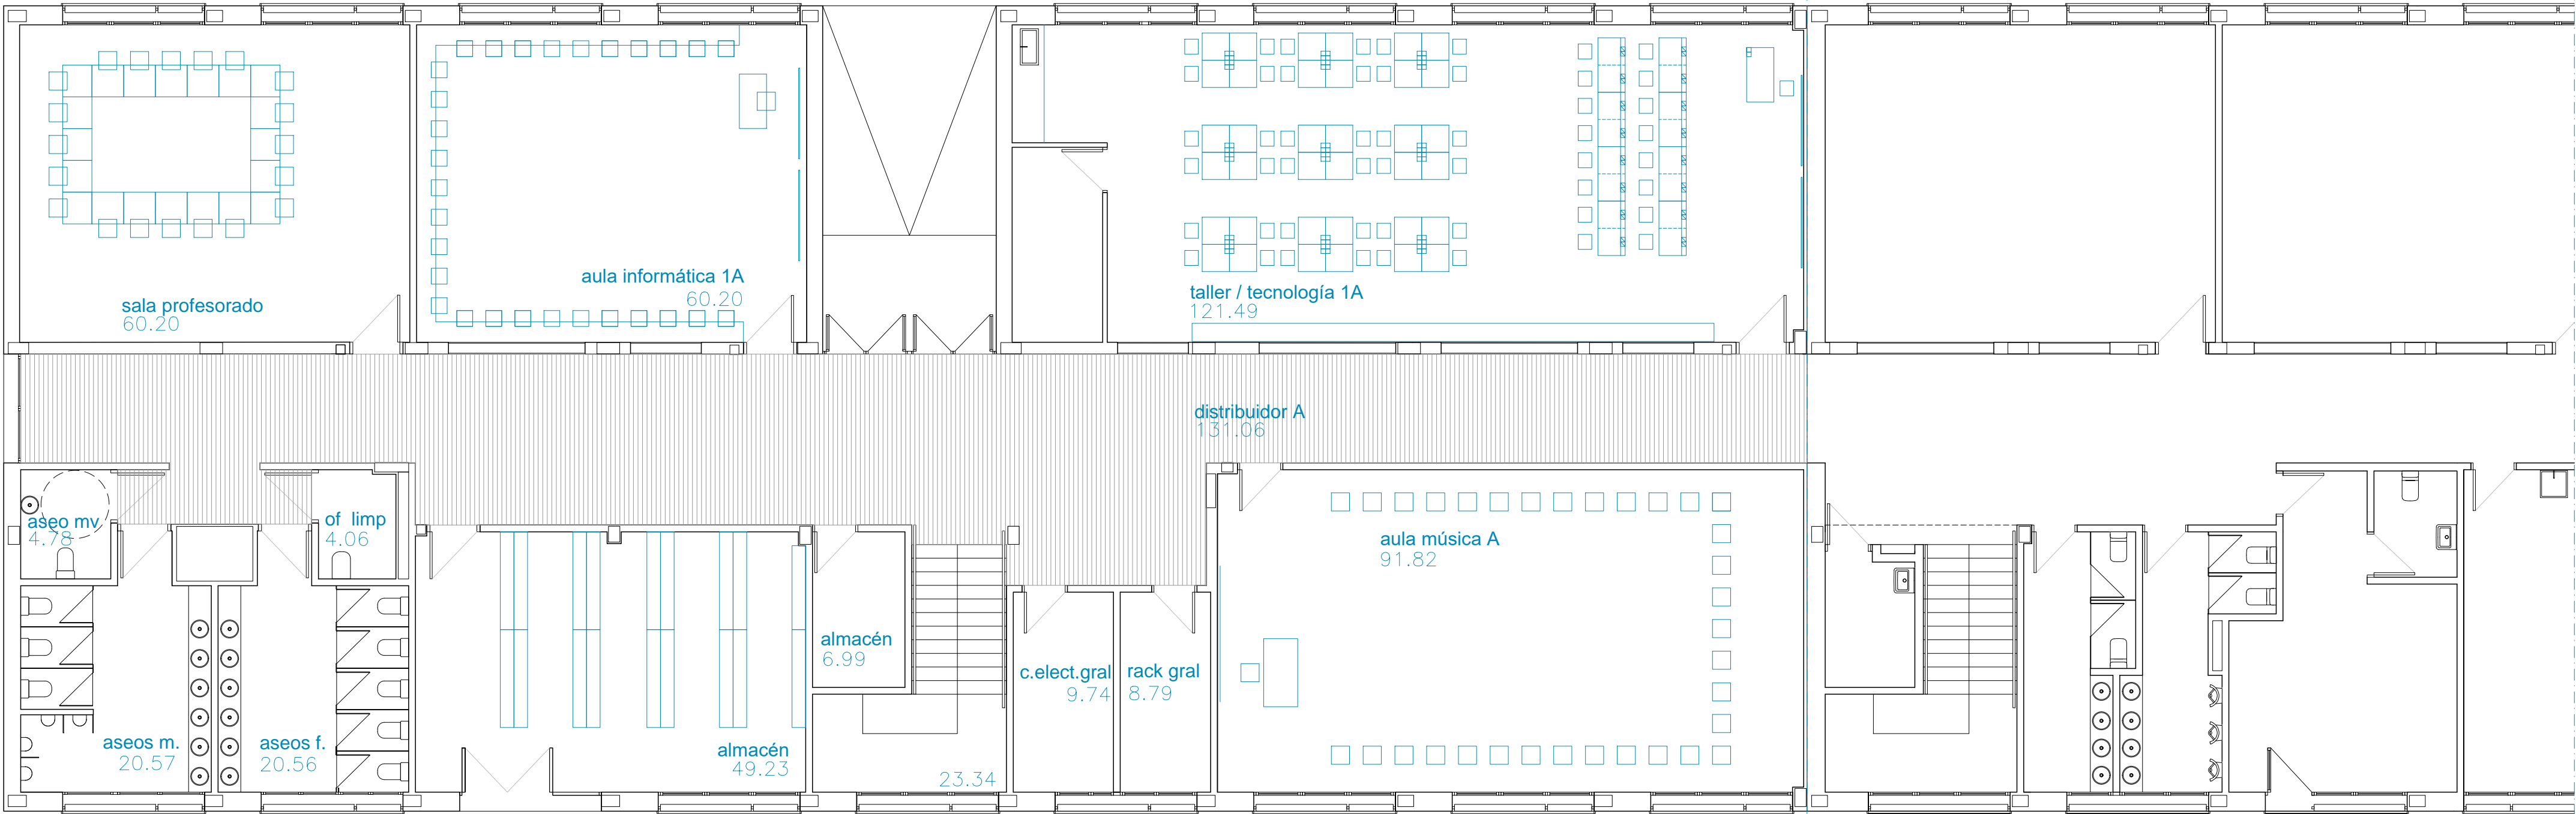 aula informática 1A
60.20
sala profesorado
60.20
taller / tecnología 1A
121.49
distribuidor A
131.06
aseo mv
4.78
of limp
4.06
aula música A
91.82
almacén
6.99
c.elect.gral
9.74
rack gral
8.79
aseos m.
20.57
aseos f.
20.56
almacén
49.23
23.34